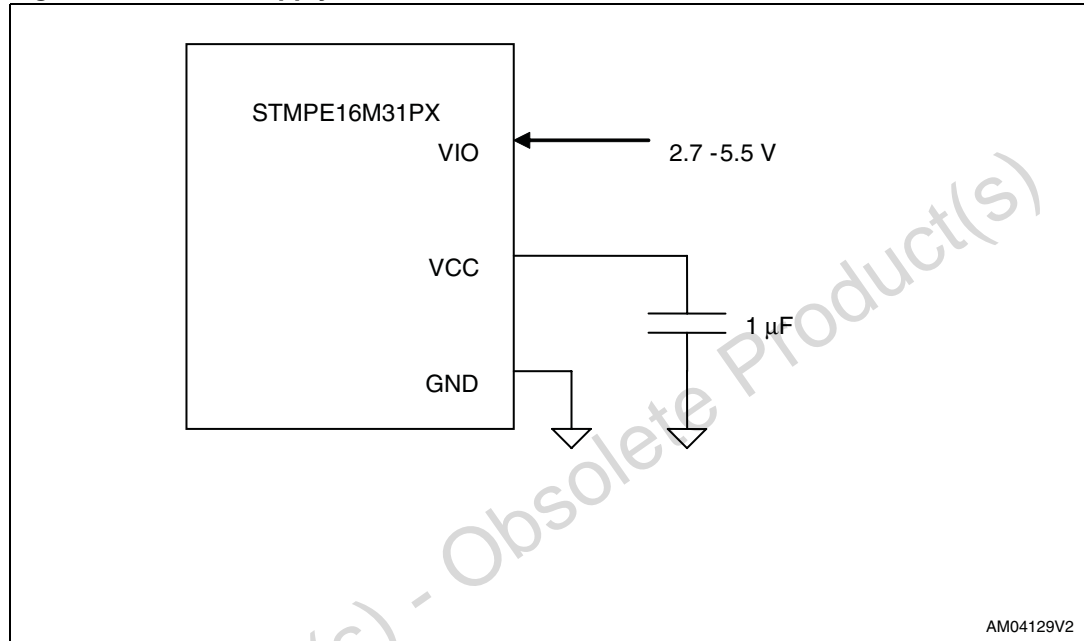 STMPE16M31PX
VIO
2.7 -5.5 V
VCC
1 μF
GND
(s) - Obsolete Product(s)
AM04129V2